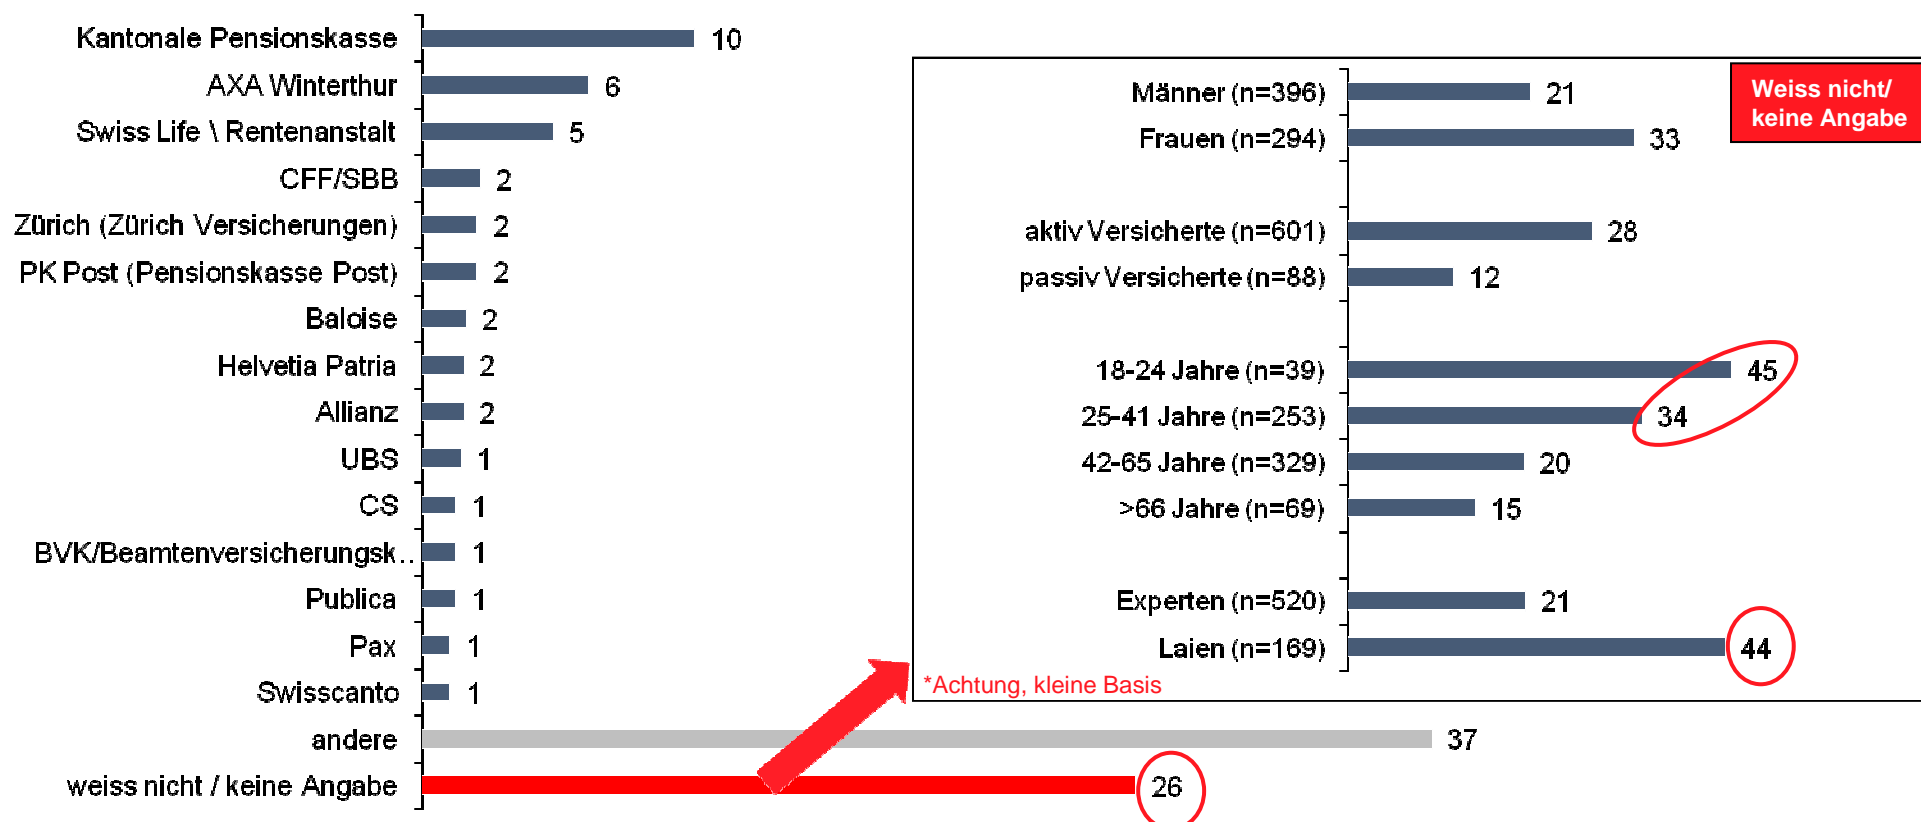 Kantonale Pensionskasse 10
AXA Winterthur 6
Swiss Life \ Rentenanstalt 5
CFF/SBB 2
Zürich (Zürich Versicherungen) 2
PK Post (Pensionskasse Post) 2
Baloise 2
Helvetia Patria 2
Allianz 2
UBS 1
CS 1
BVK/Beamtenversicherungsk... 1
Publica 1
Pax 1
Swisscanto 1
andere 37
weiss nicht / keine Angabe 26
Weiss nicht/
keine Angabe
Männer (n=396) 21
Frauen (n=294) 33
aktiv Versicherte (n=601) 28
passiv Versicherte (n=88) 12
18-24 Jahre (n=39) 45
25-41 Jahre (n=253) 34
42-65 Jahre (n=329) 20
>66 Jahre (n=69) 15
Experten (n=520) 21
Laien (n=169) 44
*Achtung, kleine Basis